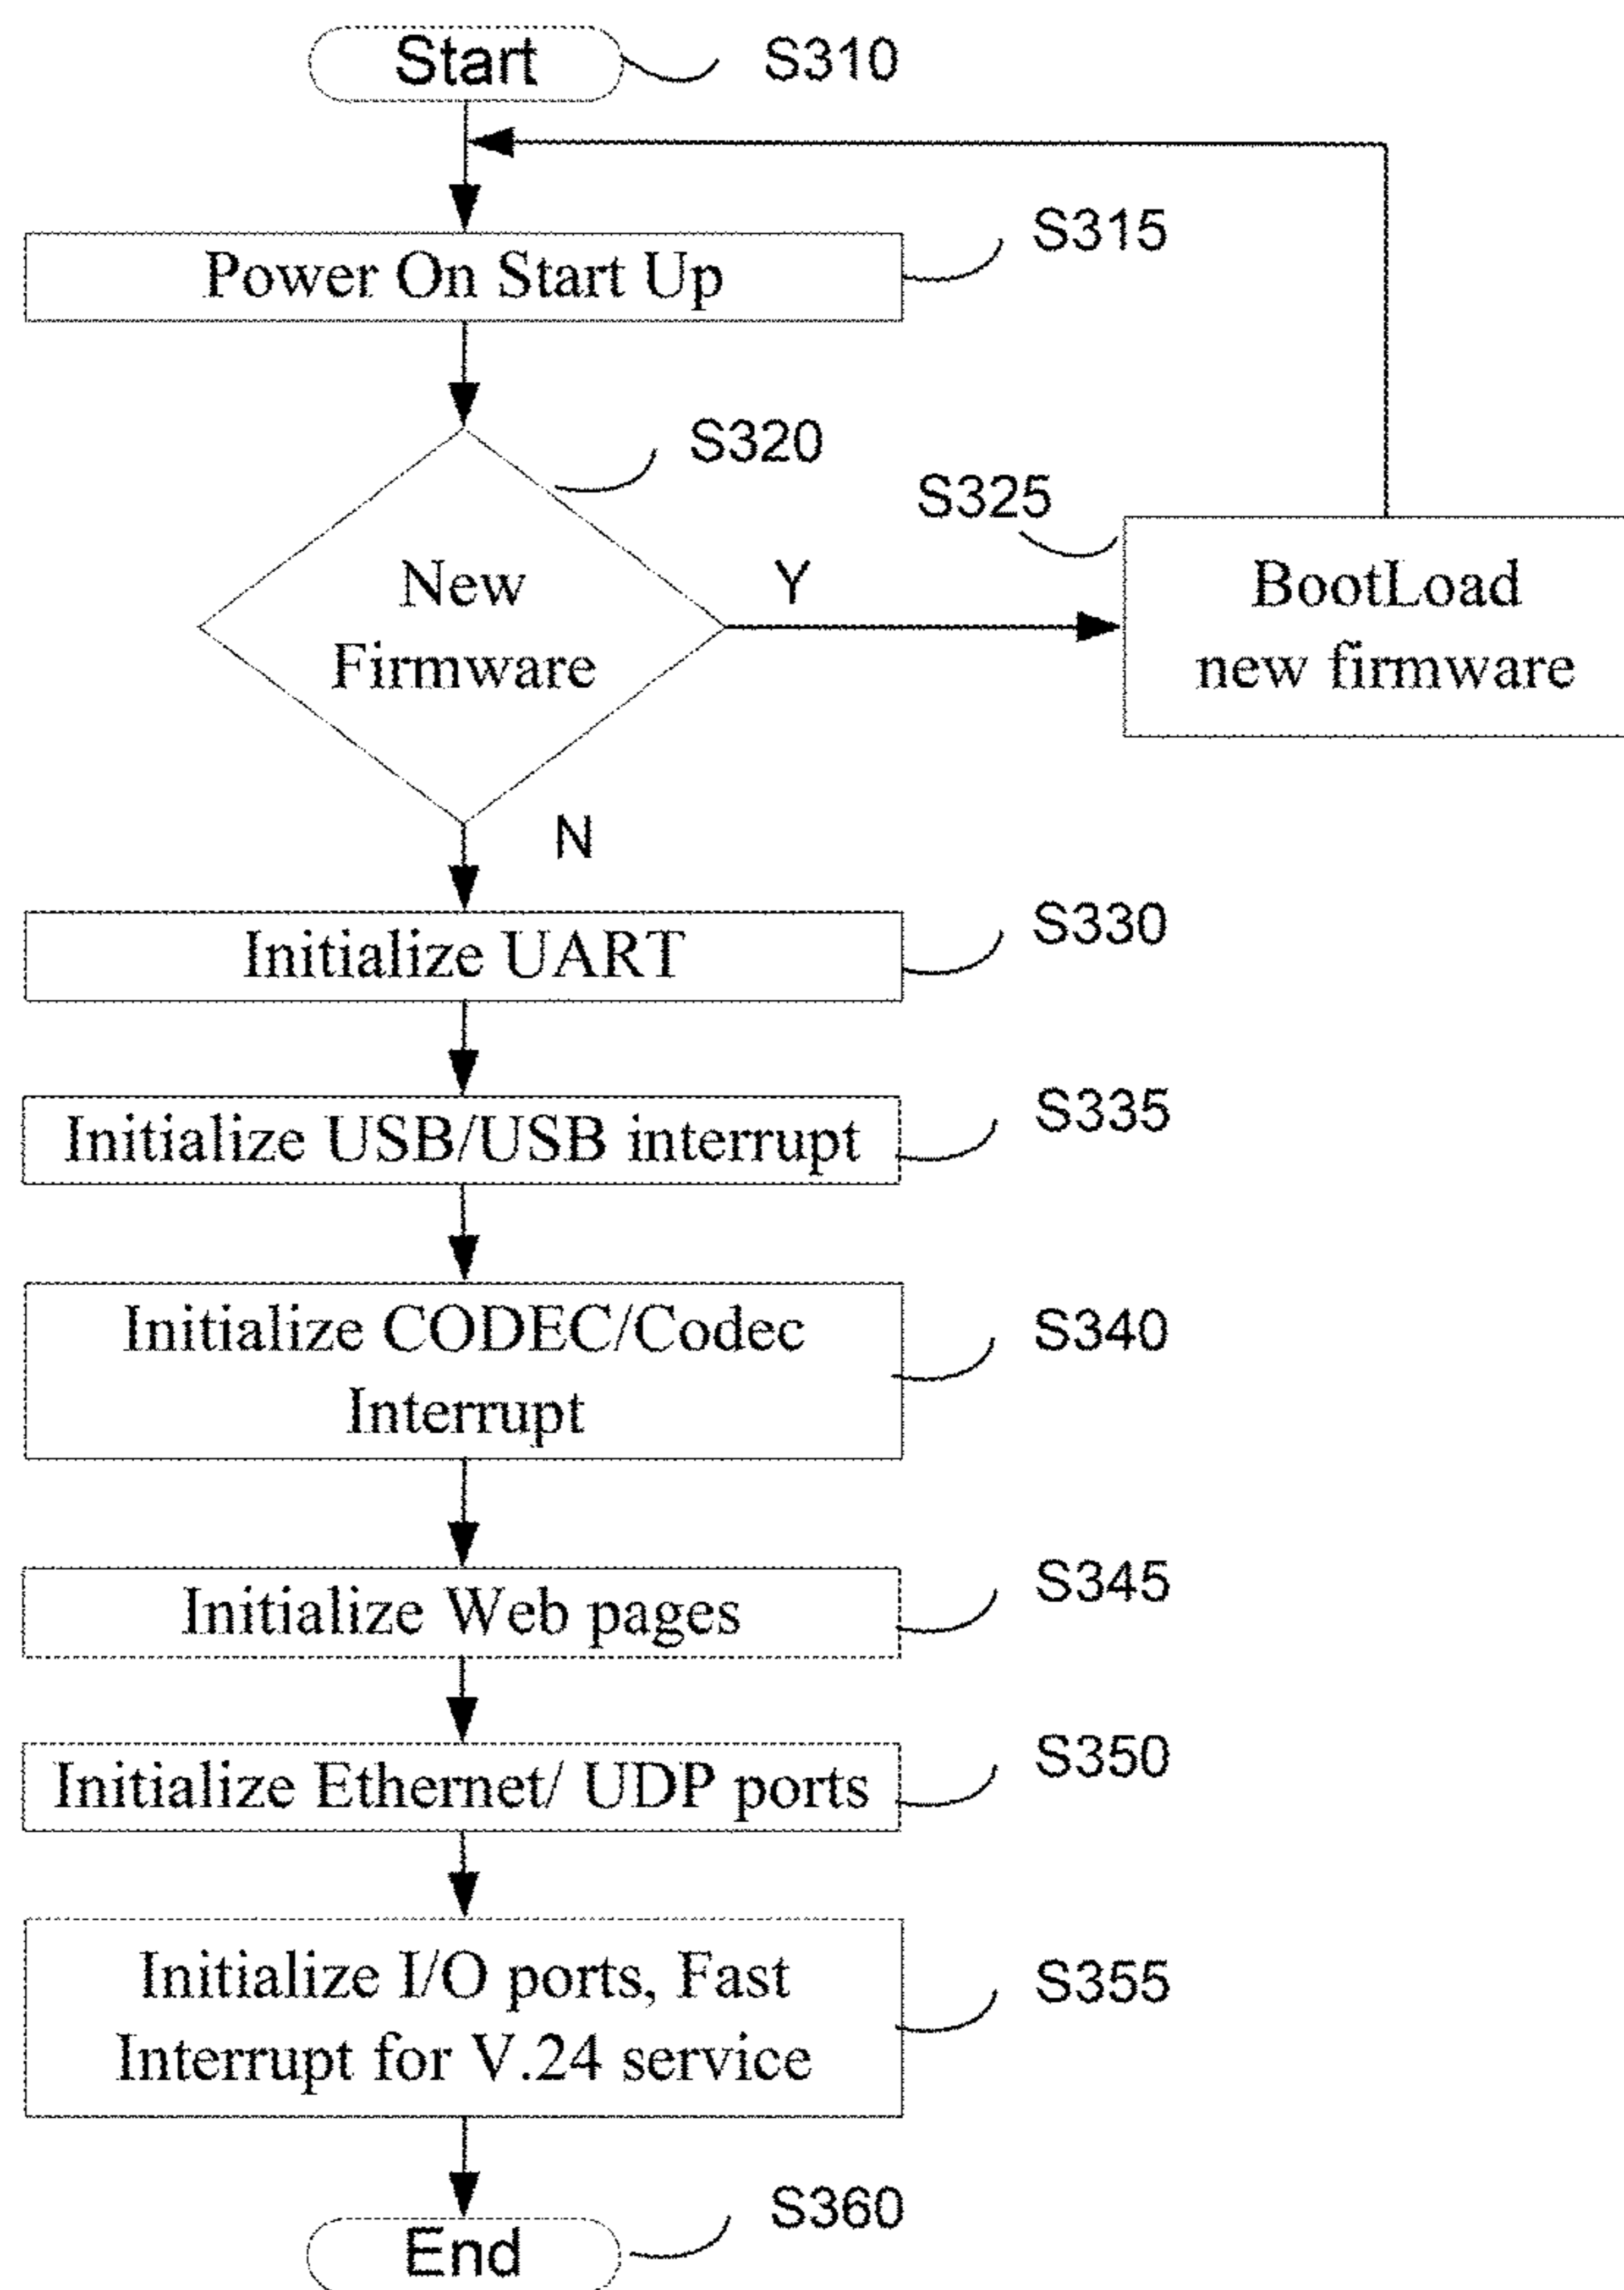 Start
S310
Power On Start Up
S315
S320
New
Firmware
Y
S325
BootLoad
new firmware
N
Initialize UART
S330
Initialize USB/USB interrupt
S335
Initialize CODEC/Codec
Interrupt
S340
Initialize Web pages
S345
Initialize Ethernet/ UDP ports
S350
Initialize I/O ports, Fast
Interrupt for V.24 service
S355
End
S360